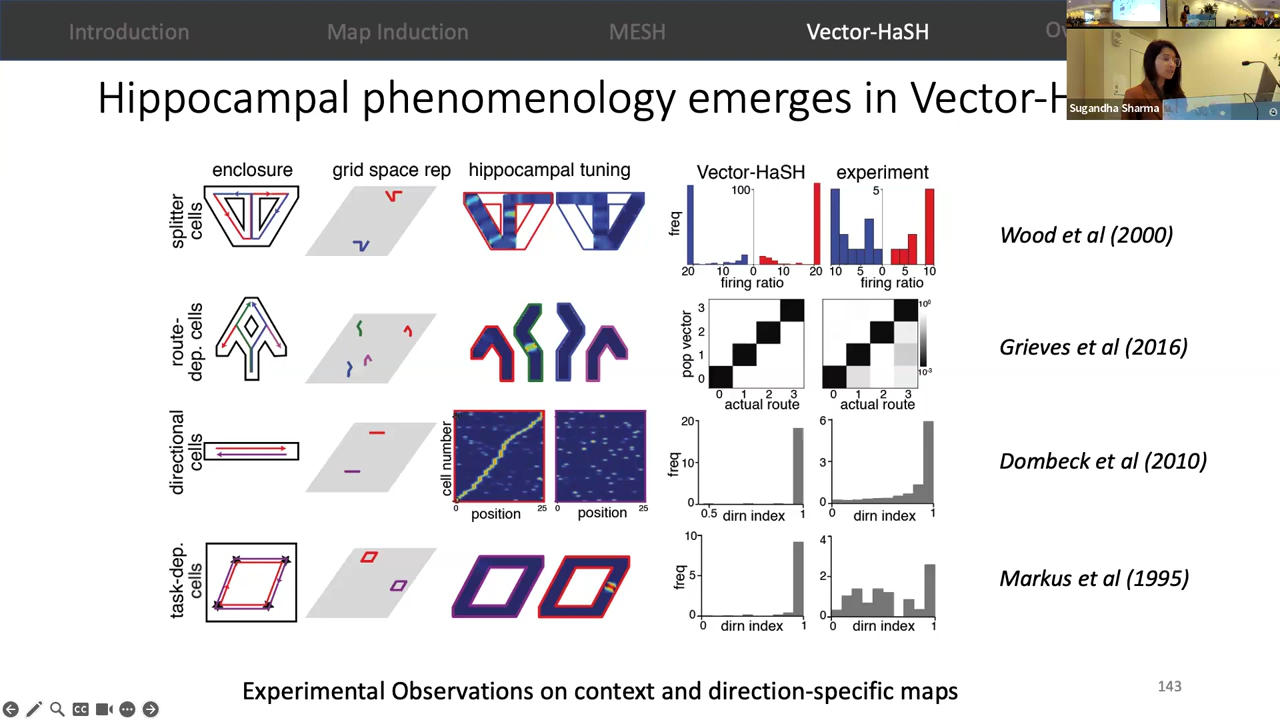 Introduction Map Induction MESH Vector-HaSH
Sugandha Sharma
Hippocampal phenomenology emerges in Vector-
enclosure grid space rep hippocampal tuning Vector-HaSH experiment
splitter
cells
freq
100
5
20 10 0 10 20
10 5 0 5 10
firing ratio firing ratio
Wood et al (2000)
route-
dep. cells
pop vector
3
2
1
0
0 1 2 3
0 1 2 3
10⁰
10⁻³
actual route actual route
Grieves et al (2016)
directional
cells
cell number
0 25 0 25
position position
freq
20
10
0
0.5 1
6
3
0
0 1
dirn index dirn index
Dombeck et al (2010)
task-dep.
cells
freq
10
5
0
0 1
4
2
0
0 1
dirn index dirn index
Markus et al (1995)
Experimental Observations on context and direction-specific maps
143
CC